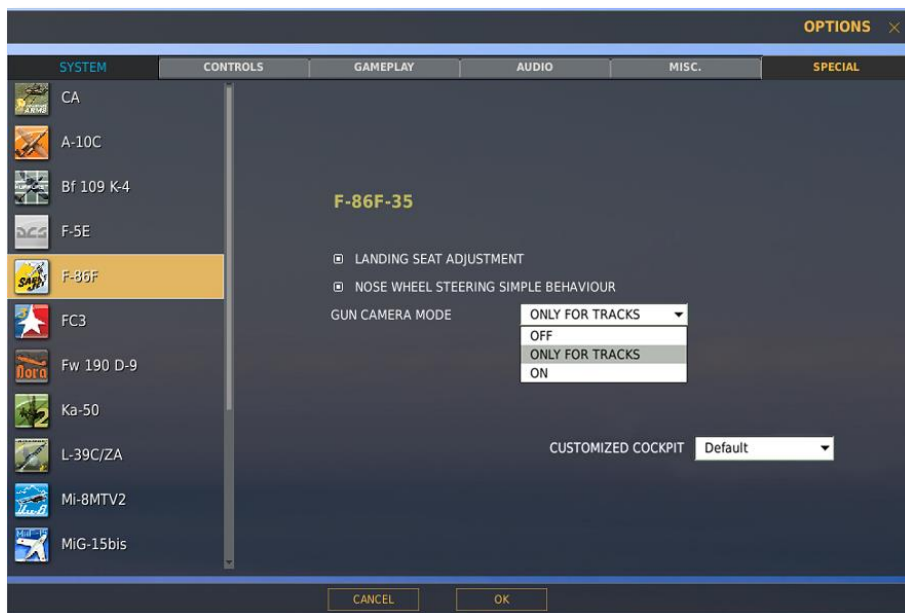 OPTIONS
SYSTEM CONTROLS GAMEPLAY AUDIO MISC. SPECIAL
CA
A-10C
Bf 109 K-4
F-5E
F-86F
FC3
Fw 190 D-9
Ka-50
L-39C/ZA
Mi-8MTV2
MiG-15bis
F-86F-35
LANDING SEAT ADJUSTMENT
NOSE WHEEL STEERING SIMPLE BEHAVIOUR
GUN CAMERA MODE ONLY FOR TRACKS
OFF
ONLY FOR TRACKS
ON
CUSTOMIZED COCKPIT Default
CANCEL OK